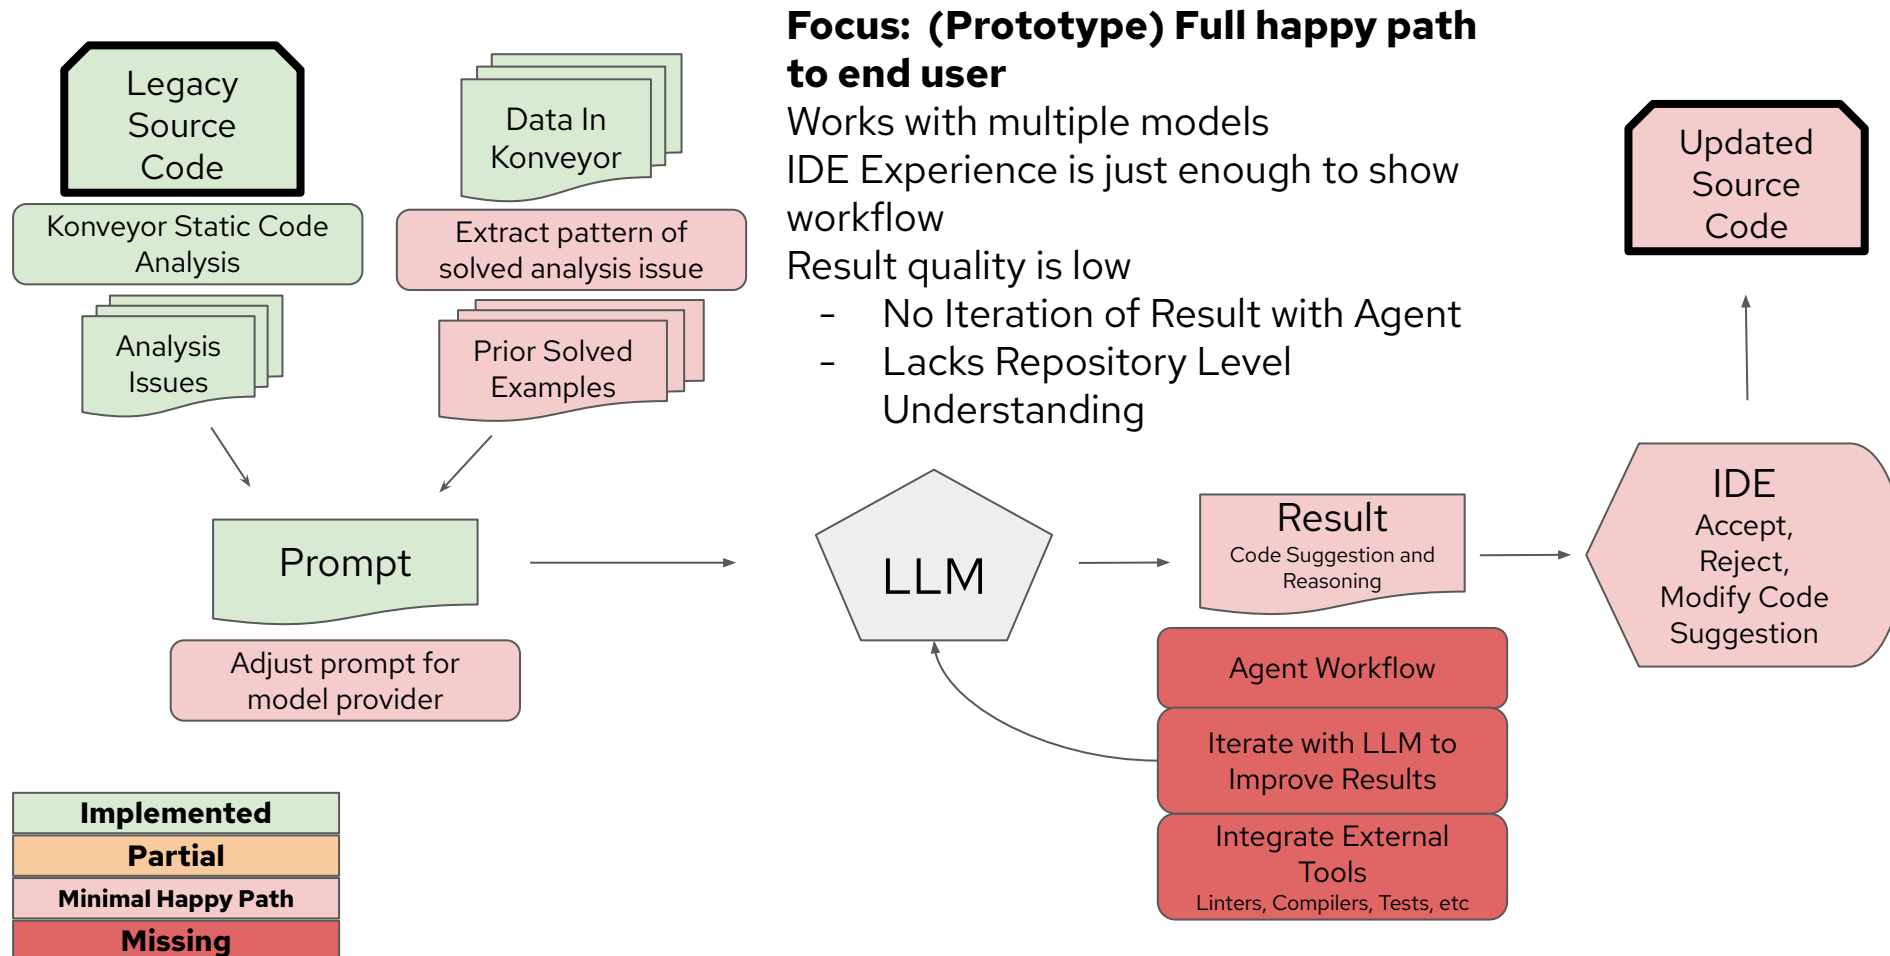 Focus:  (Prototype) Full happy path
to end user
Works with multiple models
IDE Experience is just enough to show
workflow
Result quality is low
- No Iteration of Result with Agent
- Lacks Repository Level
Understanding
Legacy
Source
Code
Konveyor Static Code
Analysis
Analysis
Issues
Data In
Konveyor
Extract pattern of
solved analysis issue
Prior Solved
Examples
Prompt
Adjust prompt for
model provider
LLM
Result
Code Suggestion and
Reasoning
Agent Workflow
Iterate with LLM to
Improve Results
Integrate External
Tools
Linters, Compilers, Tests, etc
IDE
Accept,
Reject,
Modify Code
Suggestion
Updated
Source
Code
Implemented
Partial
Minimal Happy Path
Missing